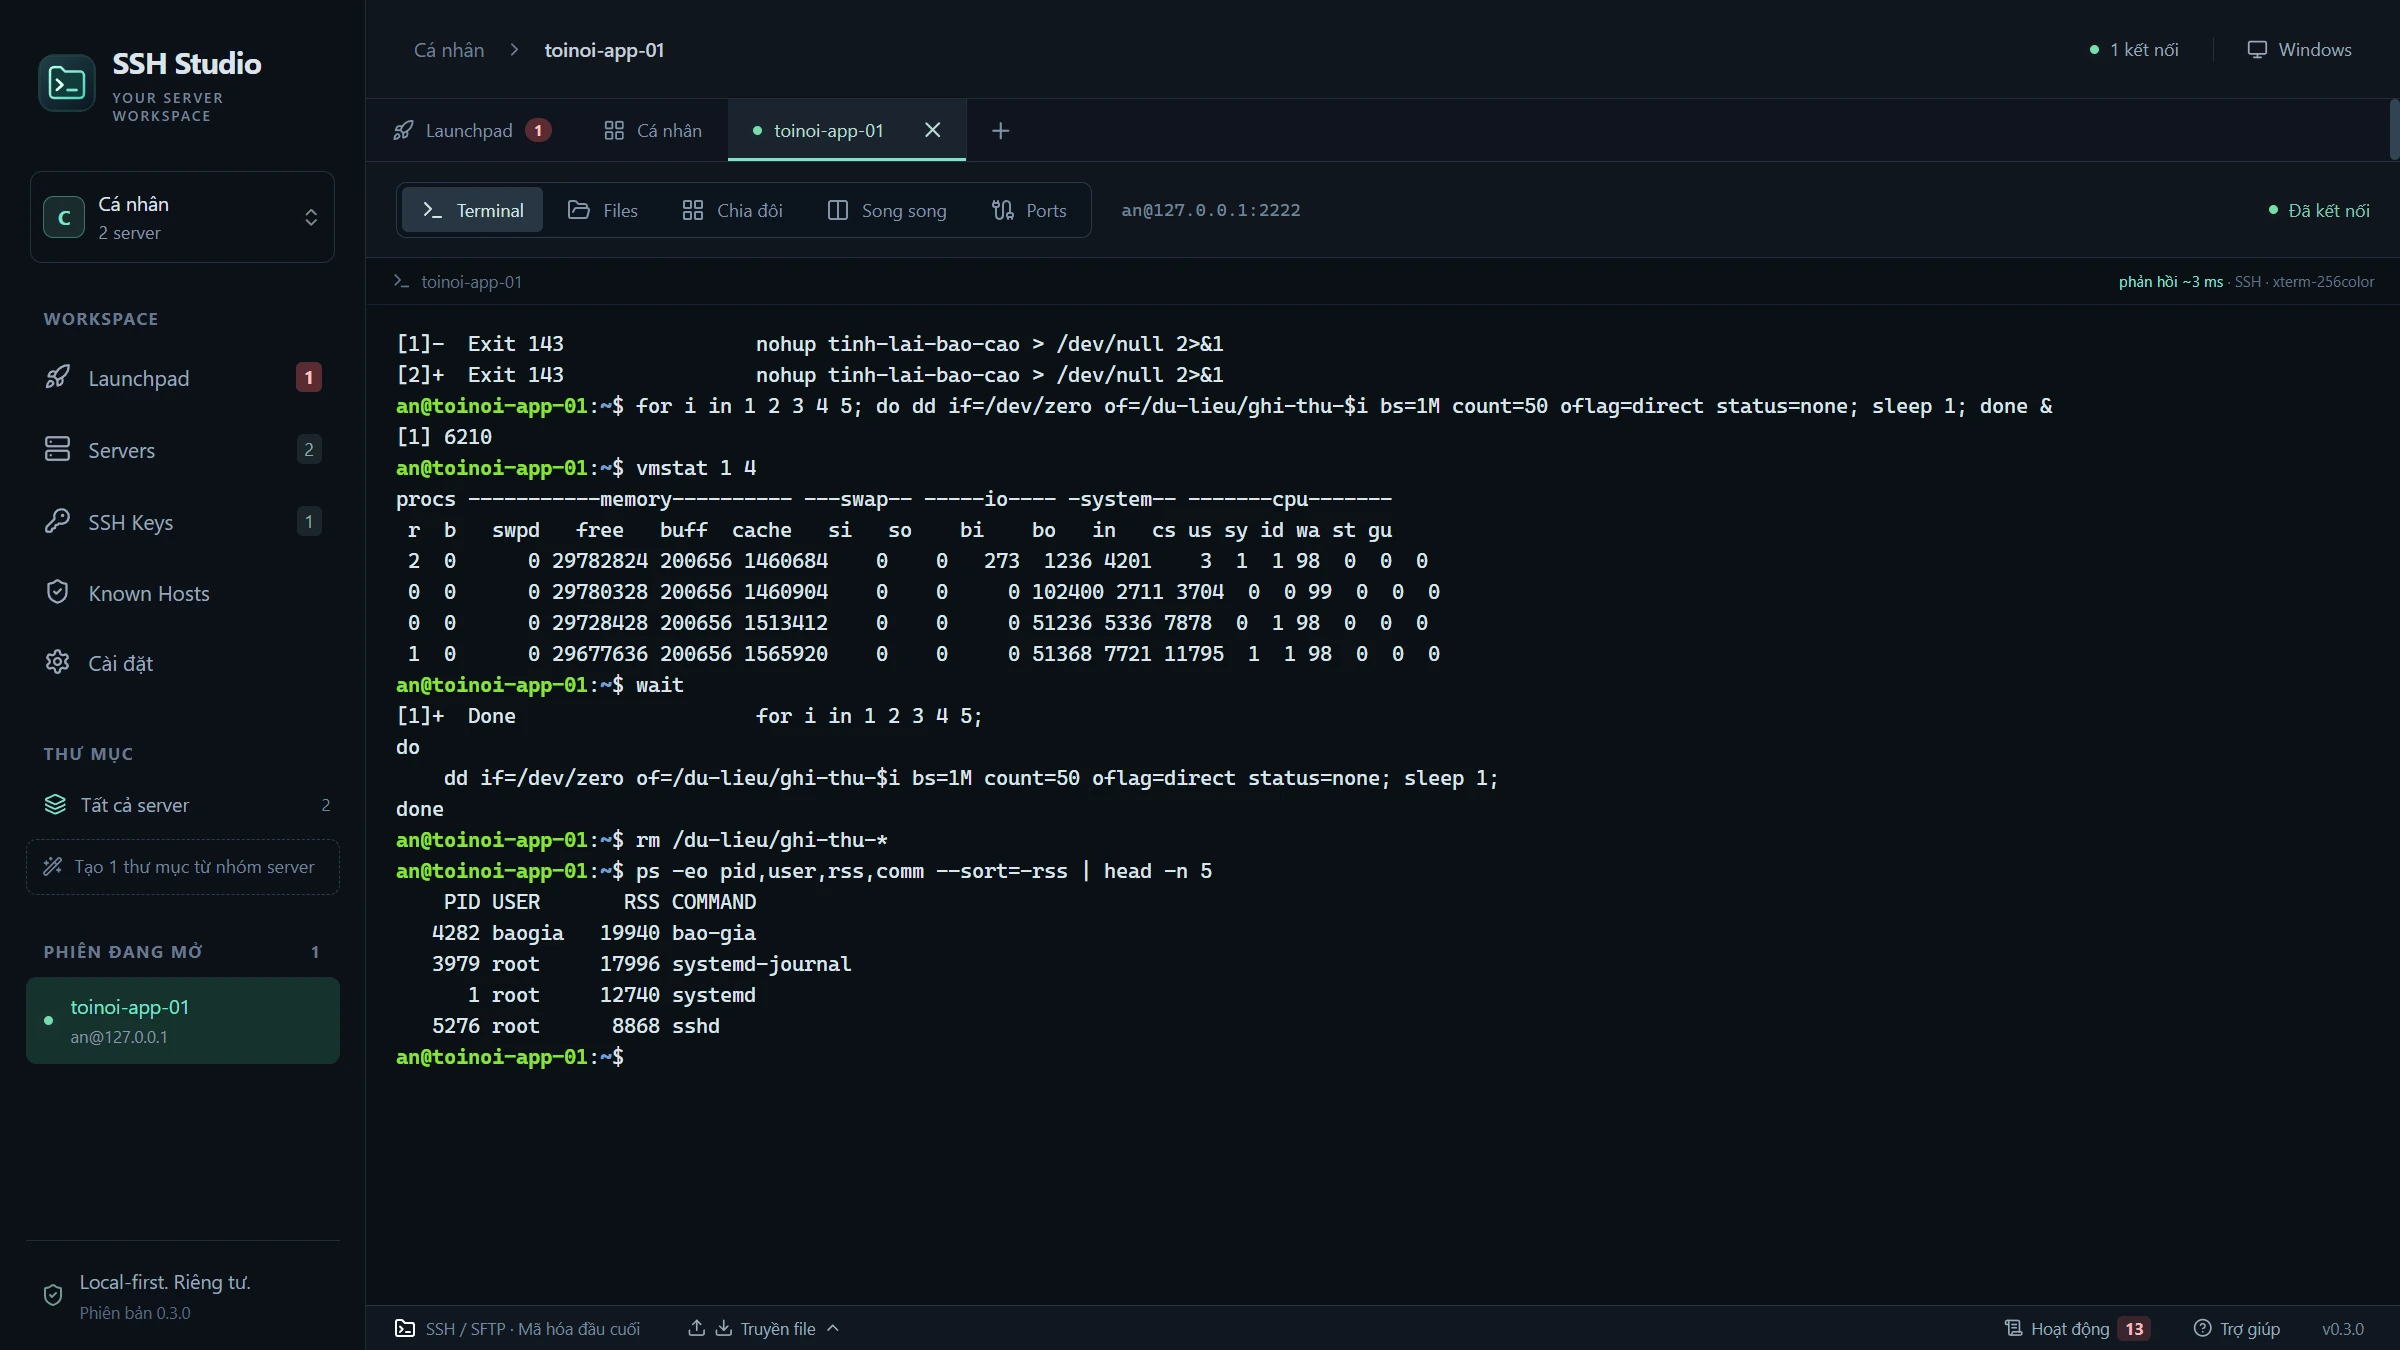 SSH Studio
YOUR SERVER
WORKSPACE
C
Cá nhân
2 server
WORKSPACE
Launchpad 1
Servers 2
SSH Keys 1
Known Hosts
Cài đặt
THƯ MỤC
Tất cả server 2
Tạo 1 thư mục từ nhóm server
PHIÊN ĐANG MỞ 1
toinoi-app-01
an@127.0.0.1
Local-first. Riêng tư.
Phiên bản 0.3.0
Cá nhân > toinoi-app-01
1 kết nối
Windows
Launchpad 1
Cá nhân
toinoi-app-01
Terminal
Files
Chia đôi
Song song
Ports
an@127.0.0.1:2222
Đã kết nối
toinoi-app-01
phản hồi ~3 ms · SSH · xterm-256color
[1]-  Exit 143                nohup tinh-lai-bao-cao > /dev/null 2>&1
[2]+  Exit 143                nohup tinh-lai-bao-cao > /dev/null 2>&1
an@toinoi-app-01:~$ for i in 1 2 3 4 5; do dd if=/dev/zero of=/du-lieu/ghi-thu-$i bs=1M count=50 oflag=direct status=none; sleep 1; done &
[1] 6210
an@toinoi-app-01:~$ vmstat 1 4
procs -----------memory---------- ---swap-- -----io---- -system-- -------cpu-------
 r  b   swpd   free   buff  cache   si   so    bi    bo   in   cs us sy id wa st gu
 2  0      0 29782824 200656 1460684    0    0   273  1236 4201    3  1  1 98  0  0  0
 0  0      0 29780328 200656 1460904    0    0     0 102400 2711 3704  0  0 99  0  0  0
 0  0      0 29728428 200656 1513412    0    0     0 51236 5336 7878  0  1 98  0  0  0
 1  0      0 29677636 200656 1565920    0    0     0 51368 7721 11795  1  1 98  0  0  0
an@toinoi-app-01:~$ wait
[1]+  Done                    for i in 1 2 3 4 5;
do
    dd if=/dev/zero of=/du-lieu/ghi-thu-$i bs=1M count=50 oflag=direct status=none; sleep 1;
done
an@toinoi-app-01:~$ rm /du-lieu/ghi-thu-*
an@toinoi-app-01:~$ ps -eo pid,user,rss,comm --sort=-rss | head -n 5
    PID USER       RSS COMMAND
   4282 baogia   19940 bao-gia
   3979 root     17996 systemd-journal
      1 root     12740 systemd
   5276 root      8868 sshd
an@toinoi-app-01:~$
SSH / SFTP · Mã hóa đầu cuối
Truyền file
Hoạt động 13
Trợ giúp
v0.3.0